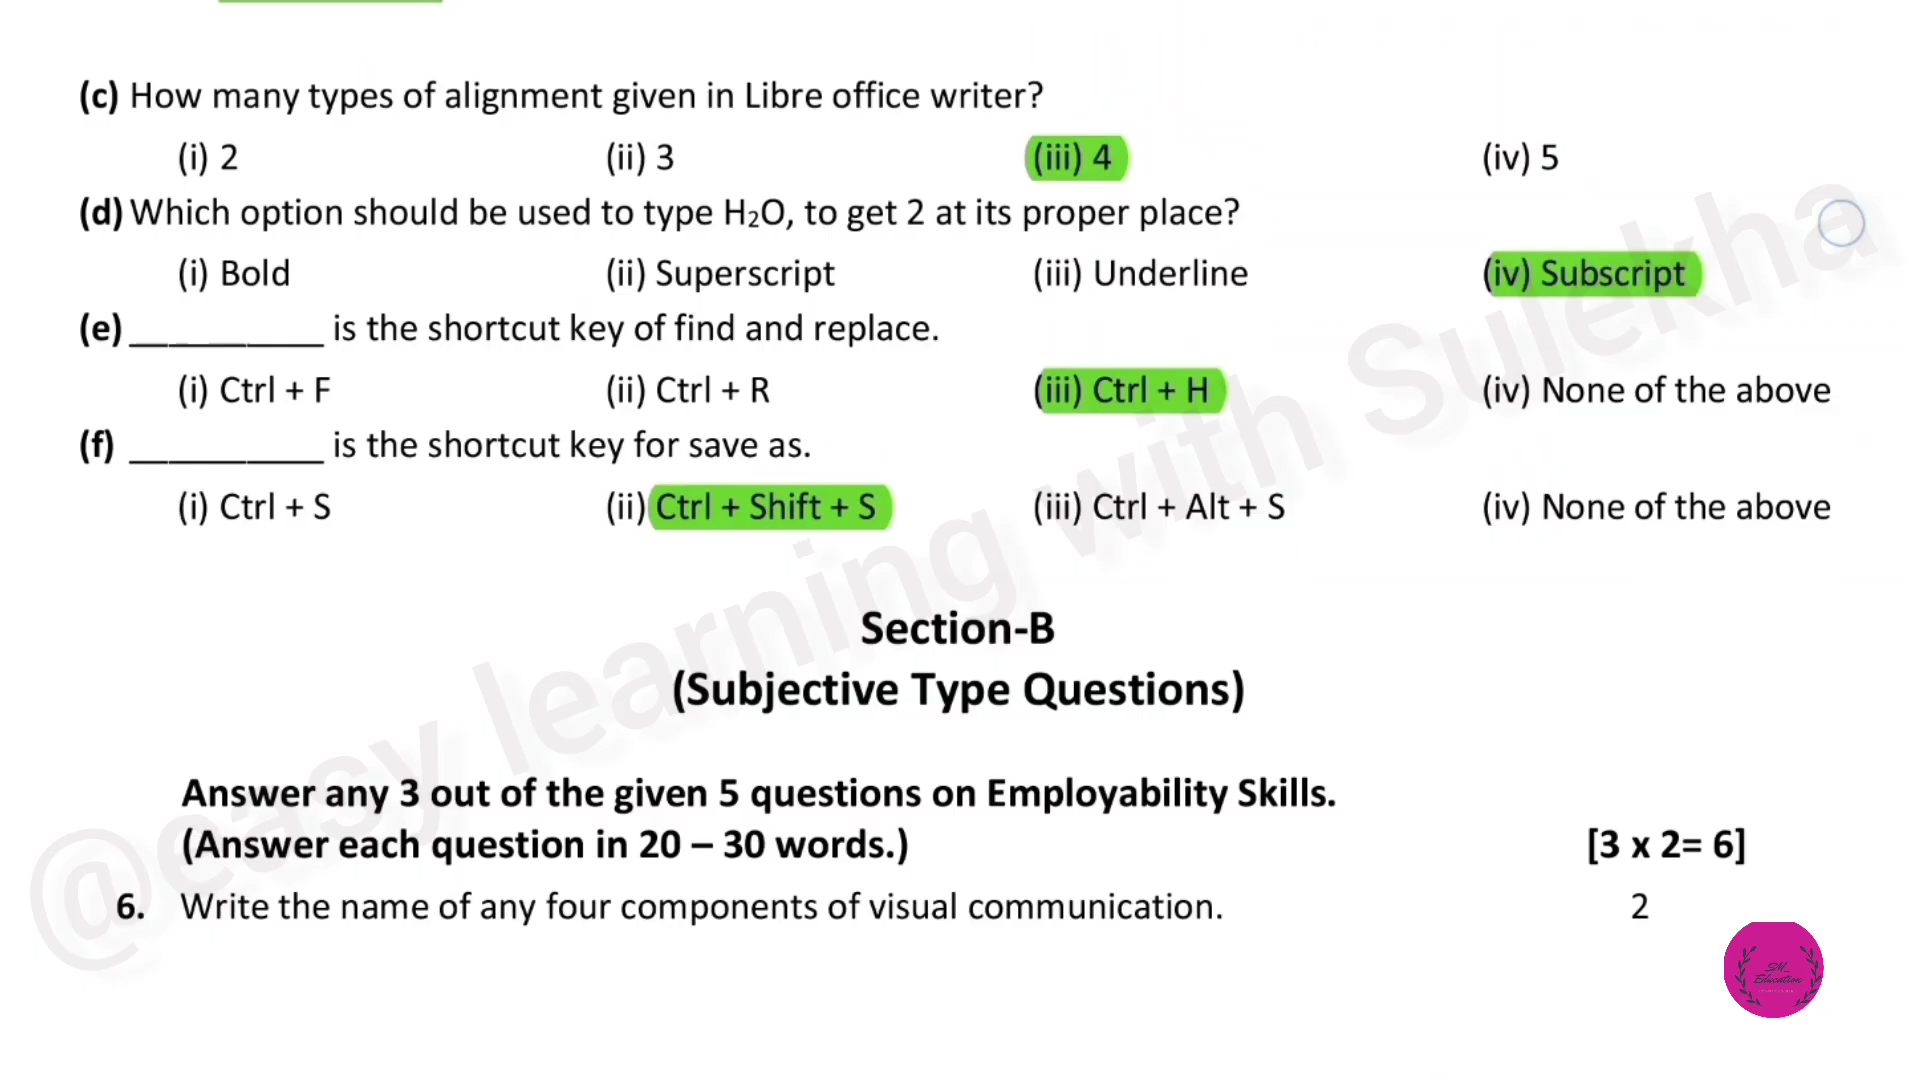 (c) How many types of alignment given in Libre office writer?
(i) 2 (ii) 3 (iii) 4 (iv) 5
(d) Which option should be used to type H₂O, to get 2 at its proper place?
(i) Bold (ii) Superscript (iii) Underline (iv) Subscript
(e) __________ is the shortcut key of find and replace.
(i) Ctrl + F (ii) Ctrl + R (iii) Ctrl + H (iv) None of the above
(f) __________ is the shortcut key for save as.
(i) Ctrl + S (ii) Ctrl + Shift + S (iii) Ctrl + Alt + S (iv) None of the above
Section-B
(Subjective Type Questions)
Answer any 3 out of the given 5 questions on Employability Skills.
(Answer each question in 20 – 30 words.) [3 x 2= 6]
6. Write the name of any four components of visual communication. 2
@easy learning with Sulekha
SM_
Education